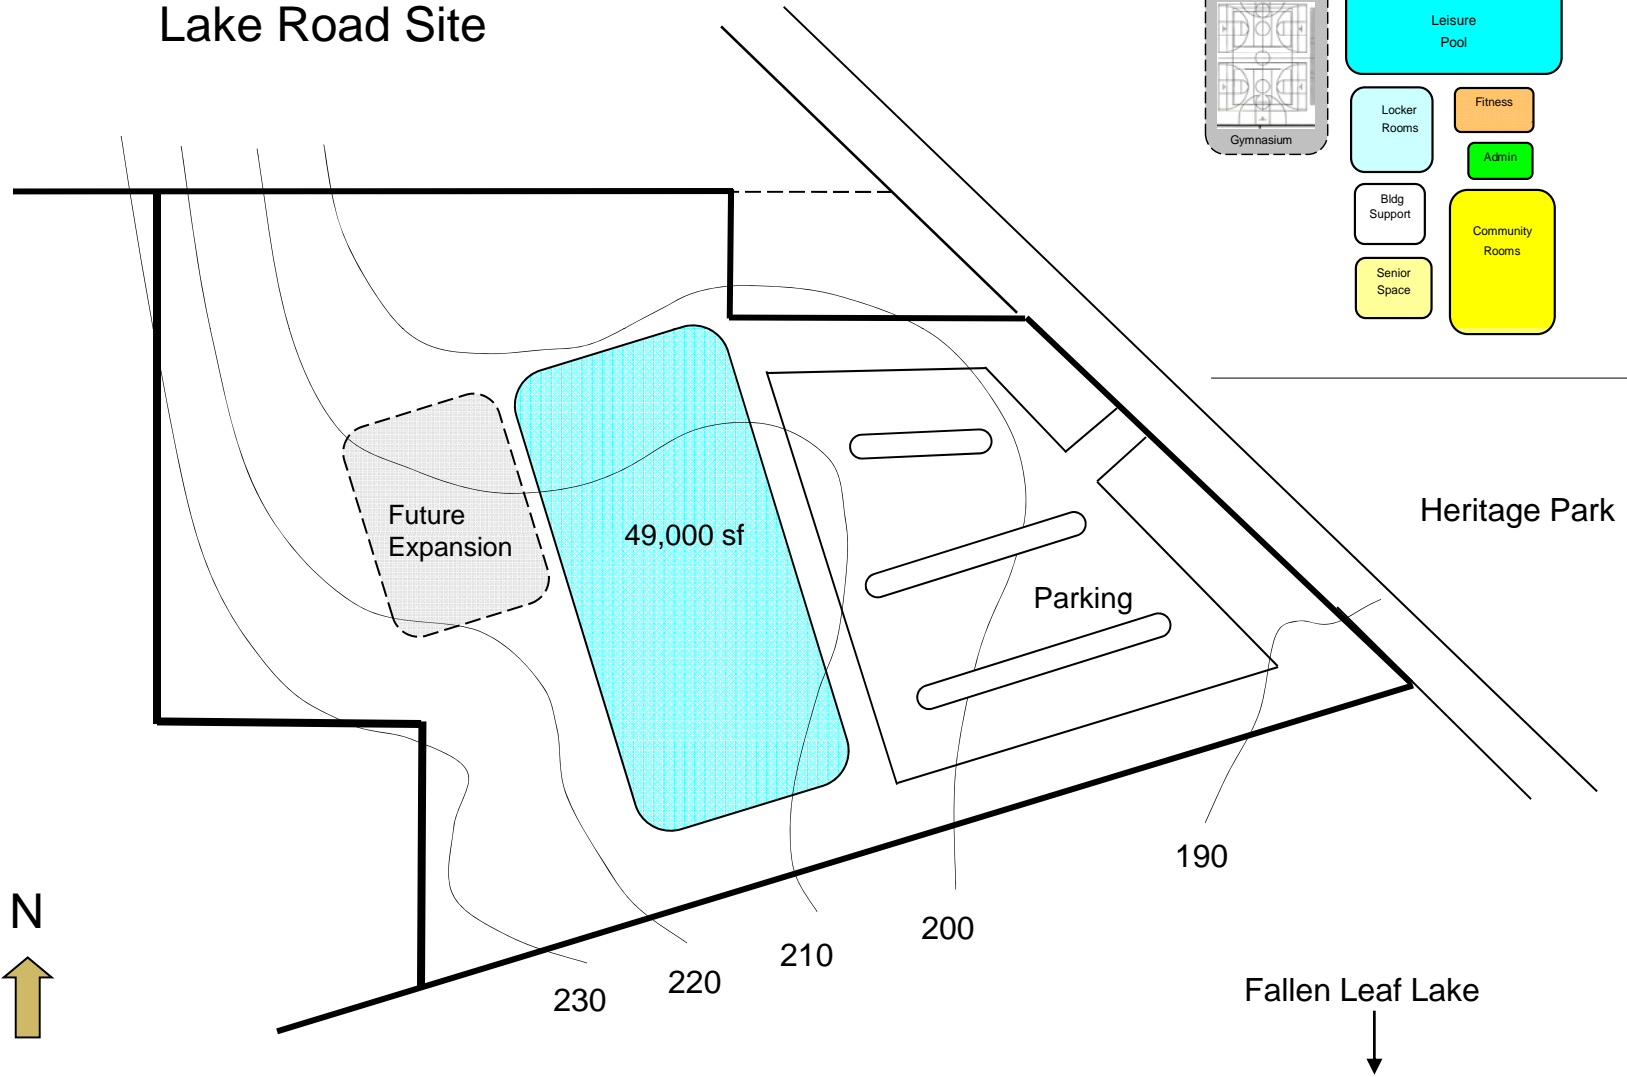 Lake Road Site
Leisure
Pool
Locker
Rooms
Fitness
Gymnasium
Admin
Bldg
Support
Community
Rooms
Senior
Space
Heritage Park
Future
Expansion
49,000 sf
Parking
190
N
200
210
220
230
Fallen Leaf Lake